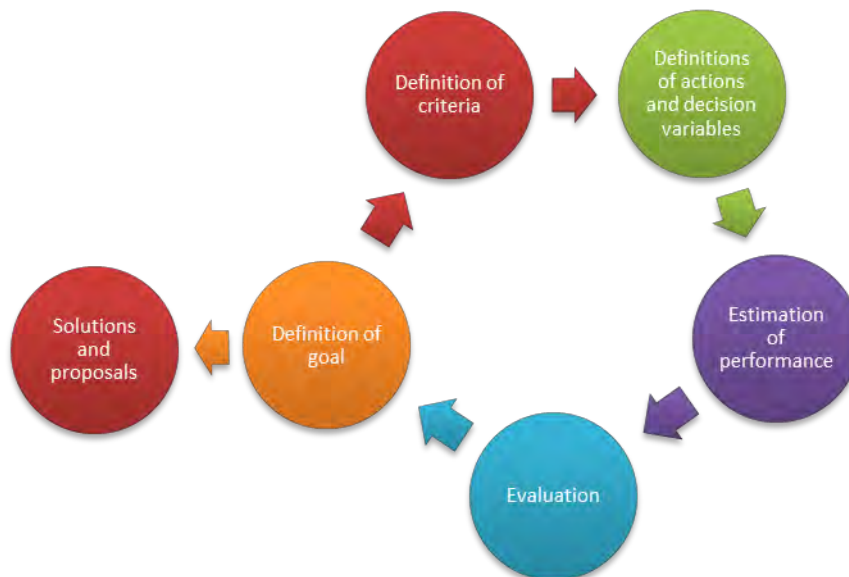 Definition of
criteria
Definitions
of actions
and decision
variables
Estimation
of
performance
Evaluation
Definition of
goal
Solutions
and
proposals